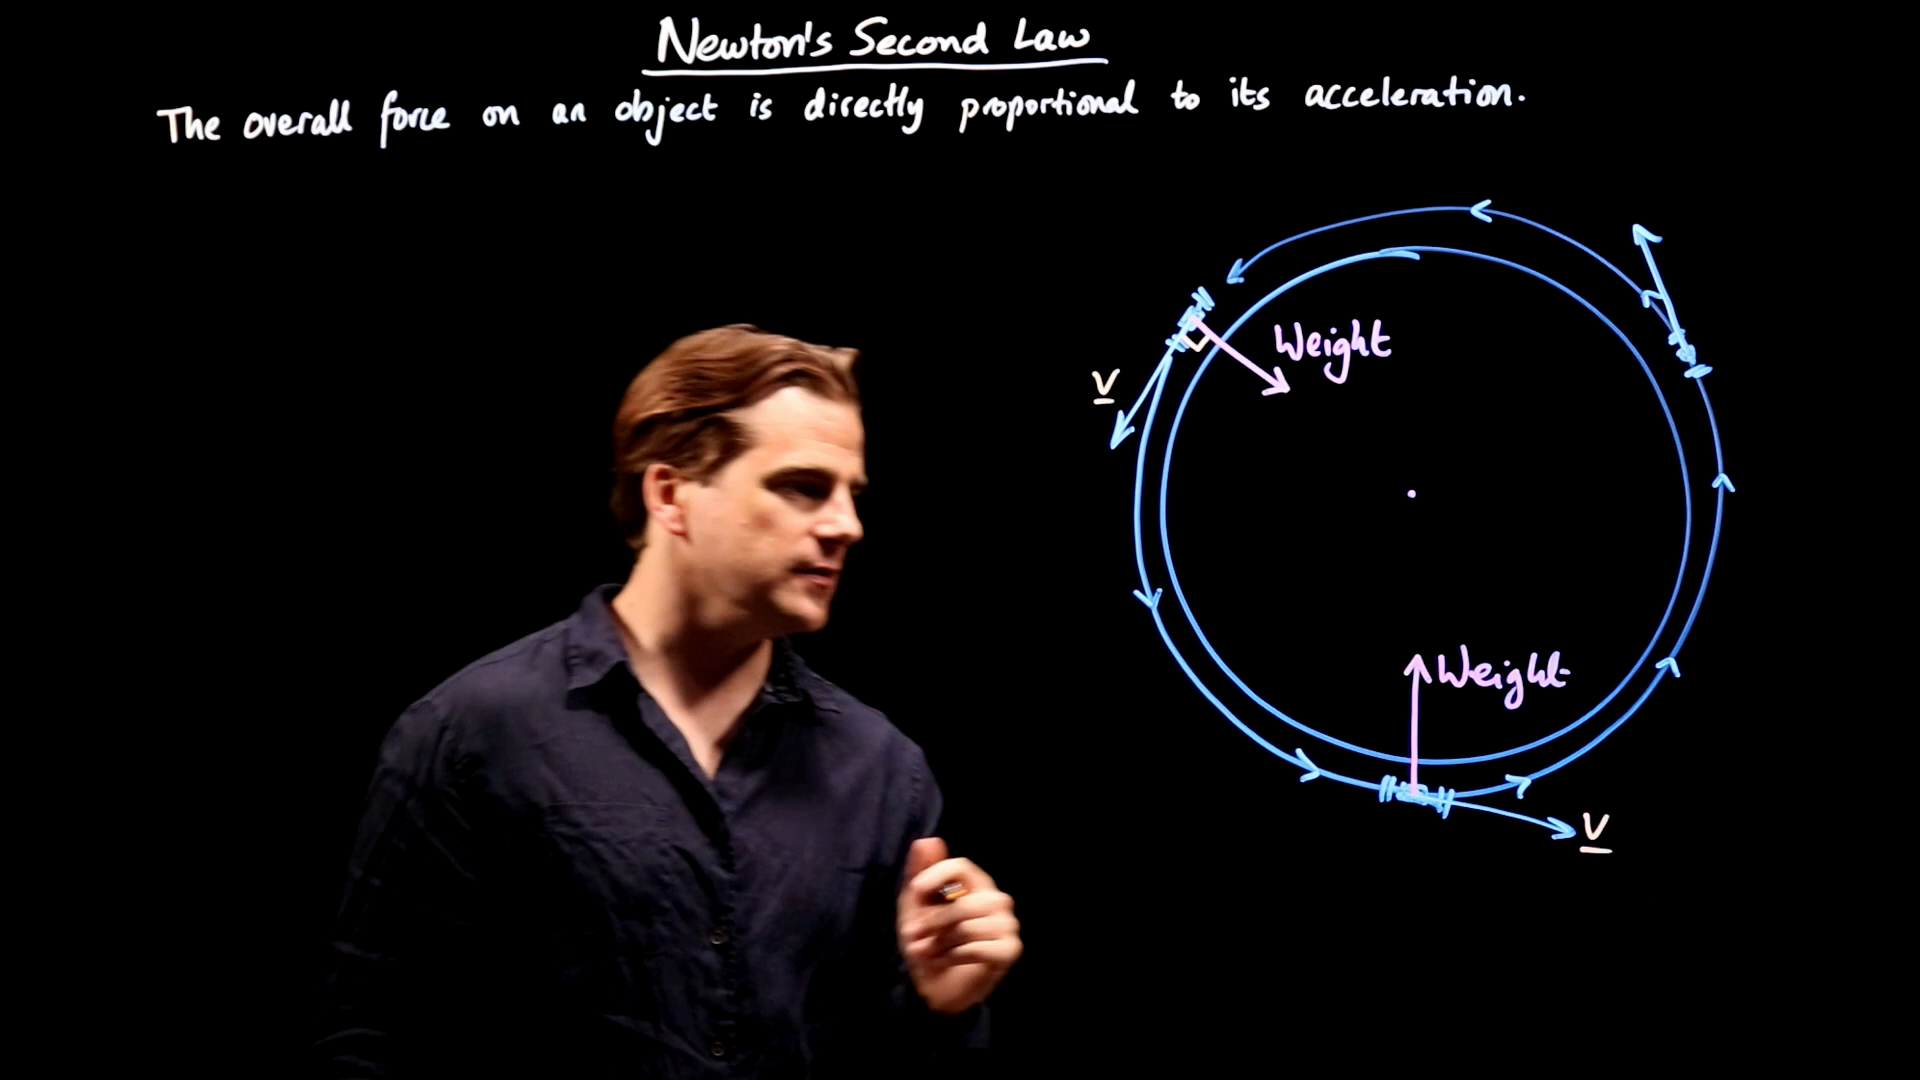 Newton's Second Law
The overall force on an object is directly proportional to its acceleration.
Weight
v
Weight
v